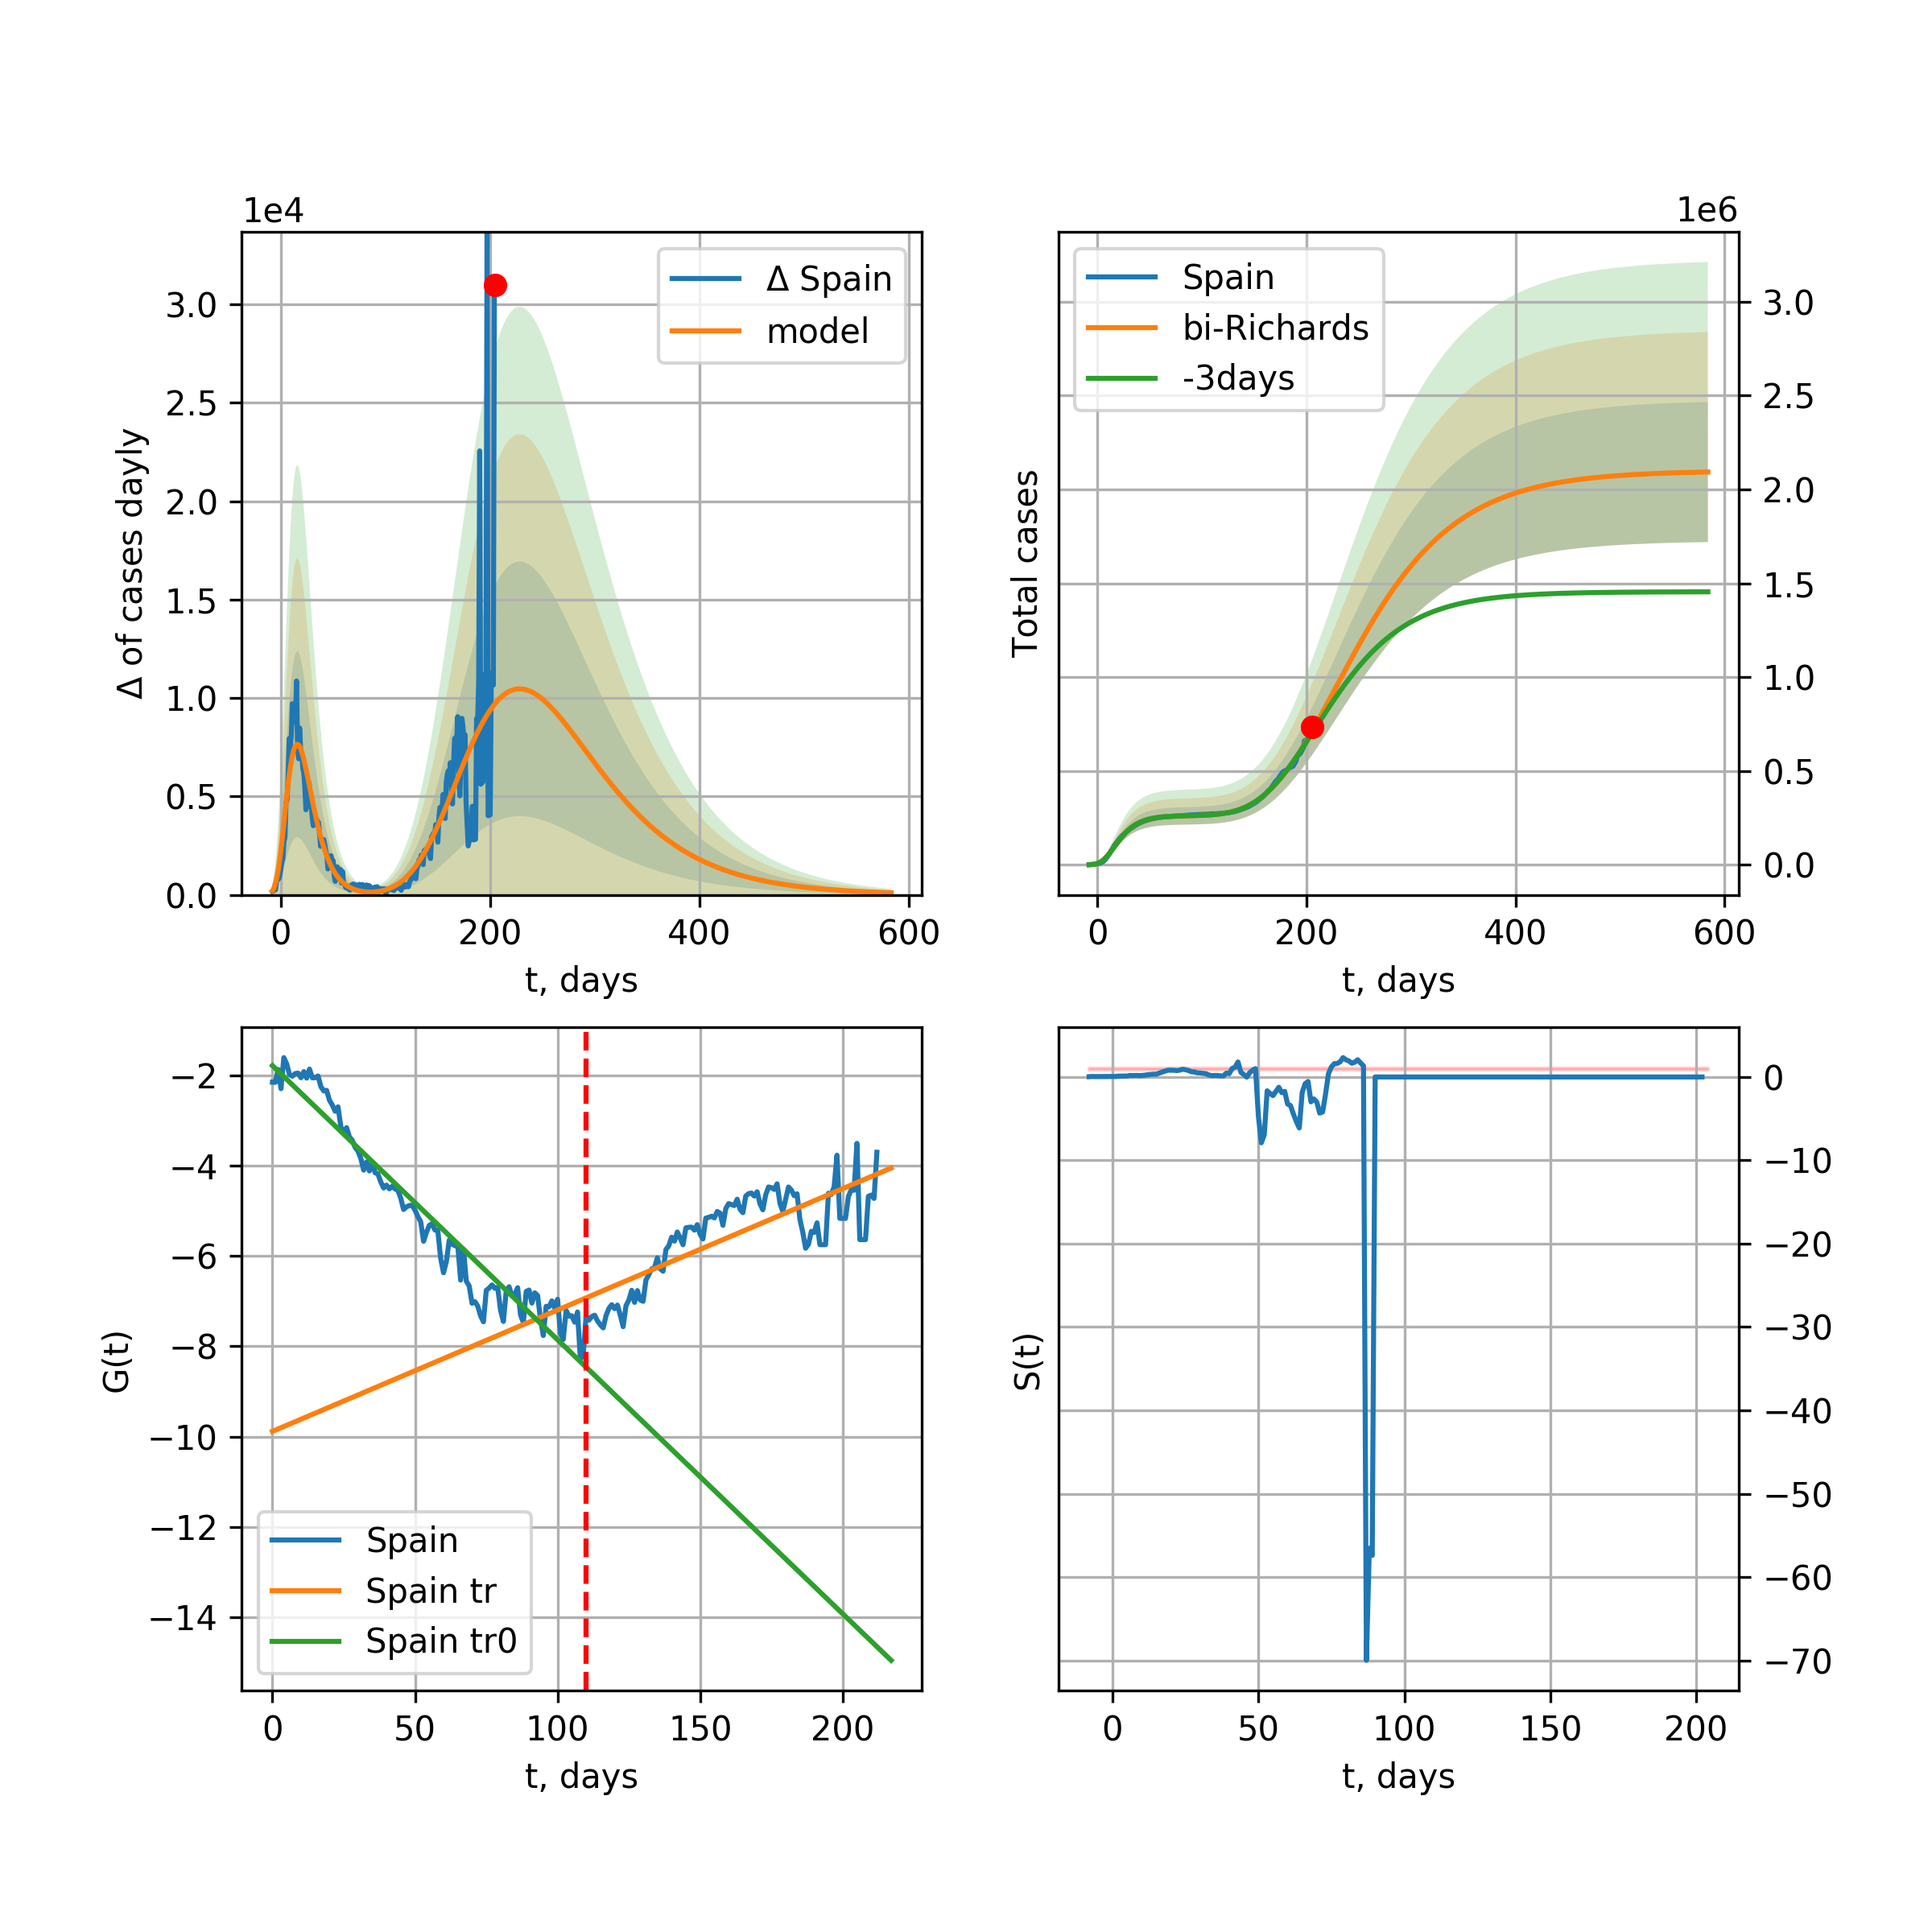 1e4
Δ of cases dayly
3.0
2.5
2.0
1.5
1.0
0.5
0.0
Δ Spain
model
0 200 400 600
t, days
1e6
Total cases
Spain
bi-Richards
-3days
3.0
2.5
2.0
1.5
1.0
0.5
0.0
0 200 400 600
t, days
G(t)
−2
−4
−6
−8
−10
−12
−14
Spain
Spain tr
Spain tr0
0 50 100 150 200
t, days
S(t)
0
−10
−20
−30
−40
−50
−60
−70
0 50 100 150 200
t, days